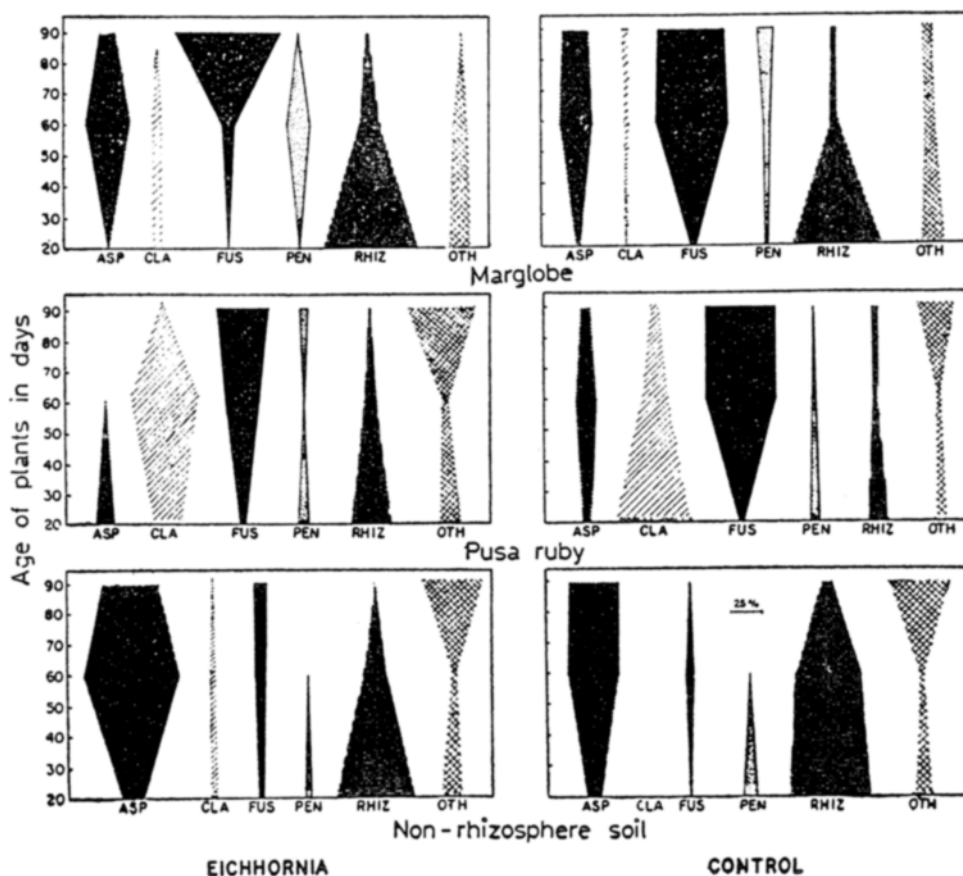 90
80
70
60
50
40
30
20
ASP CLA FUS PEN RHIZ OTH
ASP CLA FUS PEN RHIZ OTH
Marglobe
Age of plants in days
90
80
70
60
50
40
30
20
ASP CLA FUS PEN RHIZ OTH
ASP CLA FUS PEN RHIZ OTH
Pusa ruby
90
80
70
60
50
40
30
20
25 %
ASP CLA FUS PEN RHIZ OTH
ASP CLA FUS PEN RHIZ OTH
Non-rhizosphere soil
EICHHORNIA CONTROL